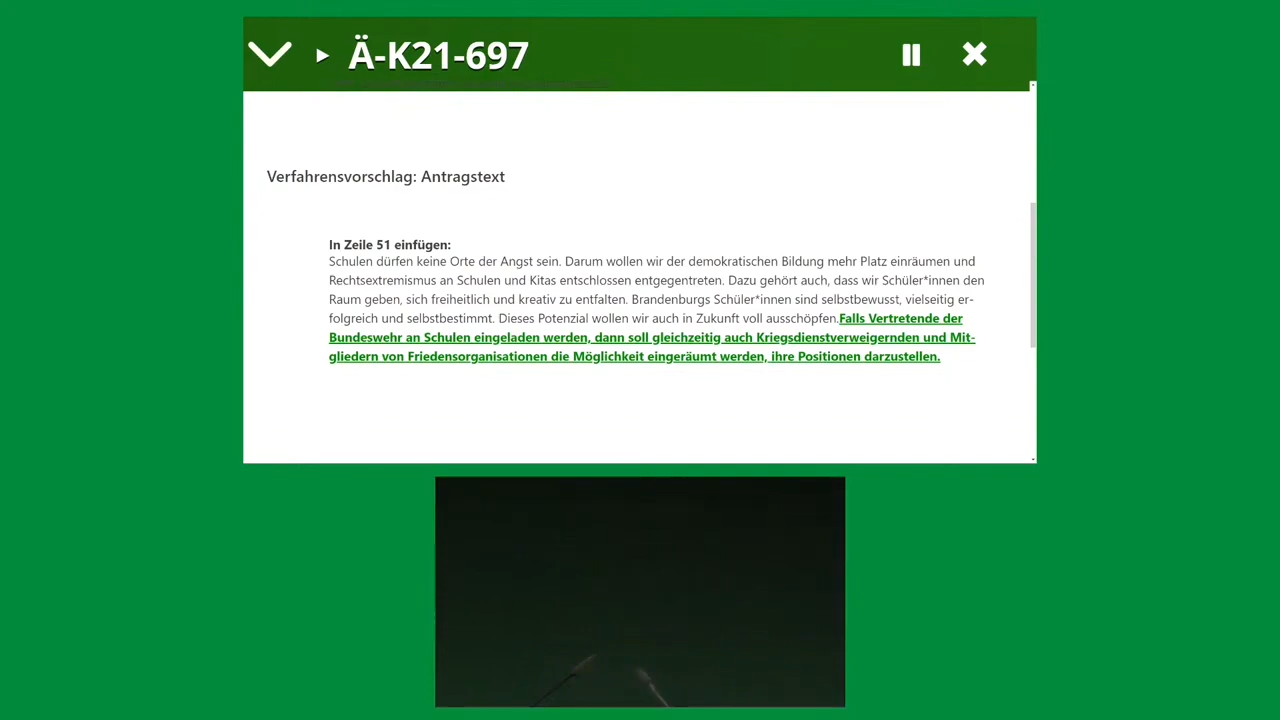 Ä-K21-697
Verfahrensvorschlag: Antragstext
In Zeile 51 einfügen:
Schulen dürfen keine Orte der Angst sein. Darum wollen wir der demokratischen Bildung mehr Platz einräumen und
Rechtsextremismus an Schulen und Kitas entschlossen entgegentreten. Dazu gehört auch, dass wir Schüler*innen den
Raum geben, sich freiheitlich und kreativ zu entfalten. Brandenburgs Schüler*innen sind selbstbewusst, vielseitig er-
folgreich und selbstbestimmt. Dieses Potenzial wollen wir auch in Zukunft voll ausschöpfen.Falls Vertretende der
Bundeswehr an Schulen eingeladen werden, dann soll gleichzeitig auch Kriegsdienstverweigernden und Mit-
gliedern von Friedensorganisationen die Möglichkeit eingeräumt werden, ihre Positionen darzustellen.